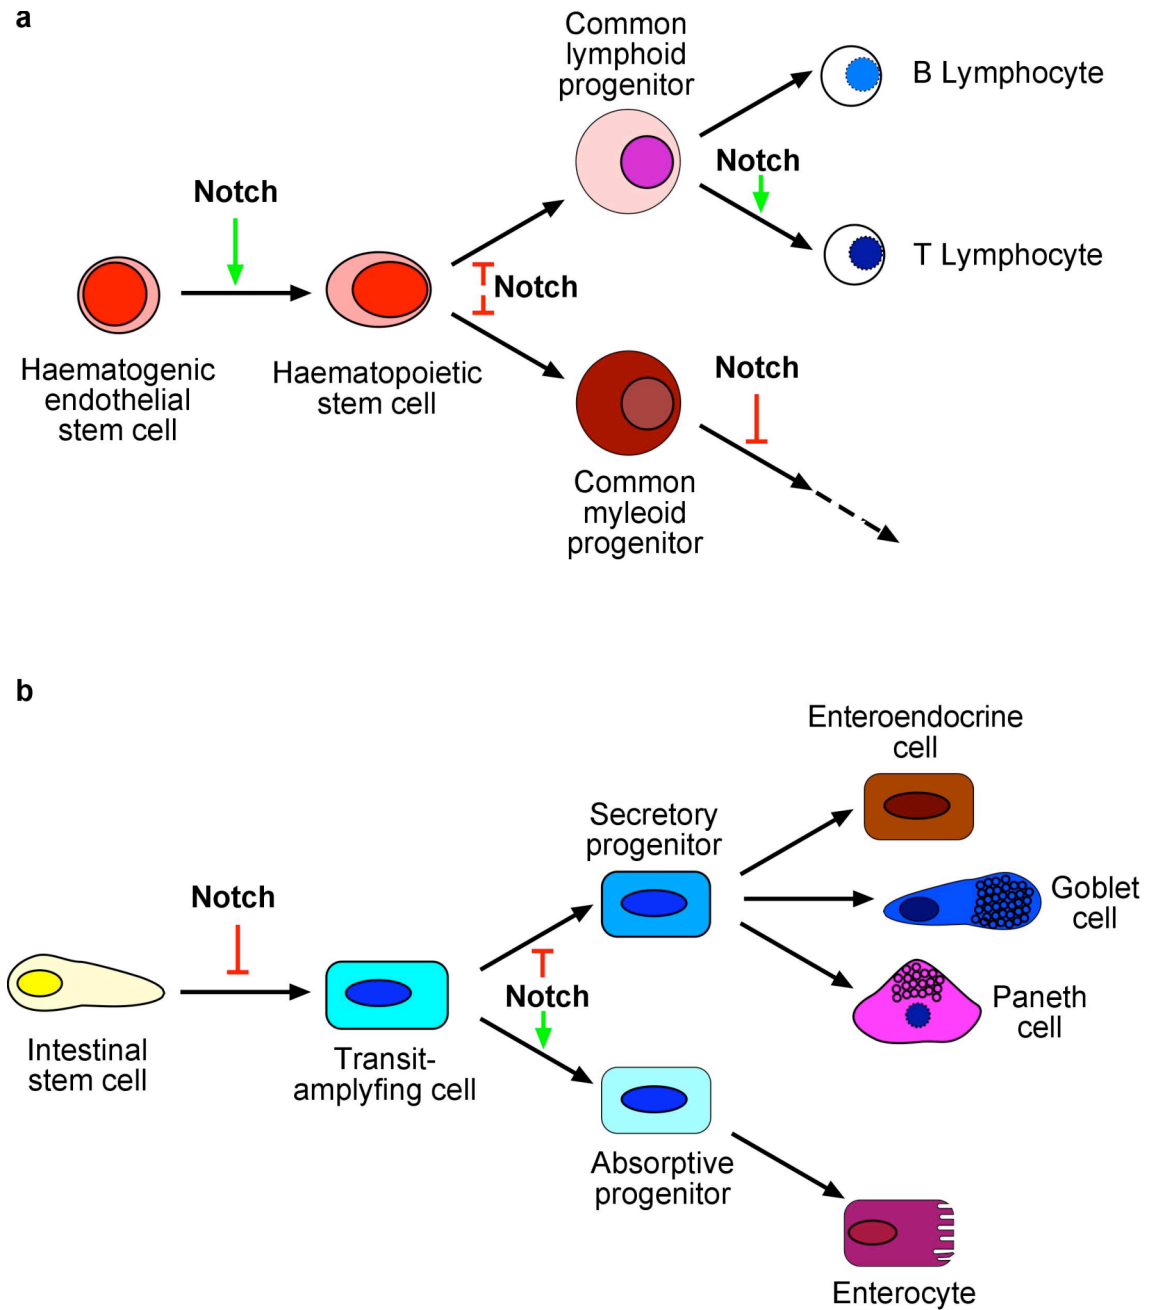 a
Common
lymphoid
progenitor
B Lymphocyte
Notch
T Lymphocyte
Notch
Haematogenic
endothelial
stem cell
Haematopoietic
stem cell
Notch
Notch
Common
myleoid
progenitor
b
Enteroendocrine
cell
Secretory
progenitor
Goblet
cell
Notch
Paneth
cell
Intestinal
stem cell
Transit-
amplyfing cell
Notch
Absorptive
progenitor
Enterocyte